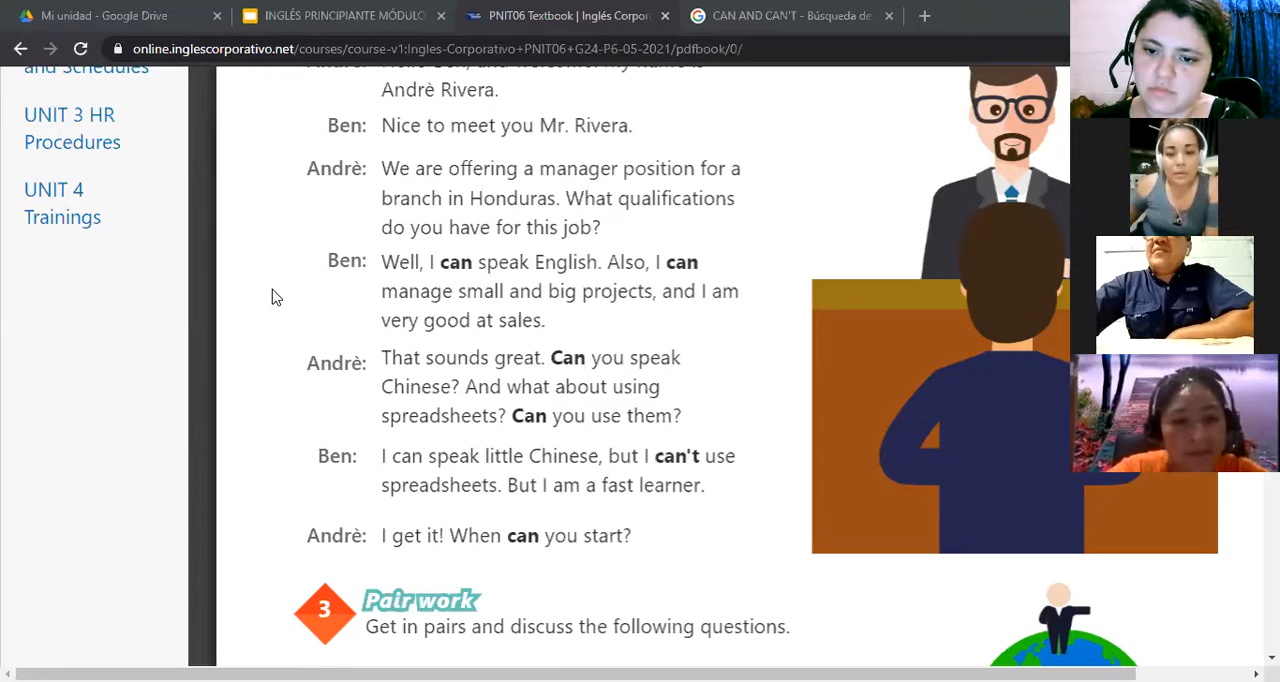 Mi unidad - Google Drive
INGLÉS PRINCIPIANTE MÓDULO
PNIT06 Textbook | Inglés Corpor
CAN AND CAN'T - Búsqueda de
online.inglescorporativo.net/courses/course-v1:Ingles-Corporativo+PNIT06+G24-P6-05-2021/pdfbook/0/
and Schedules
UNIT 3 HR
Procedures
UNIT 4
Trainings
Andrè Rivera.
Ben: Nice to meet you Mr. Rivera.
Andrè: We are offering a manager position for a
branch in Honduras. What qualifications
do you have for this job?
Ben: Well, I can speak English. Also, I can
manage small and big projects, and I am
very good at sales.
Andrè: That sounds great. Can you speak
Chinese? And what about using
spreadsheets? Can you use them?
Ben: I can speak little Chinese, but I can't use
spreadsheets. But I am a fast learner.
Andrè: I get it! When can you start?
3 Pair work
Get in pairs and discuss the following questions.